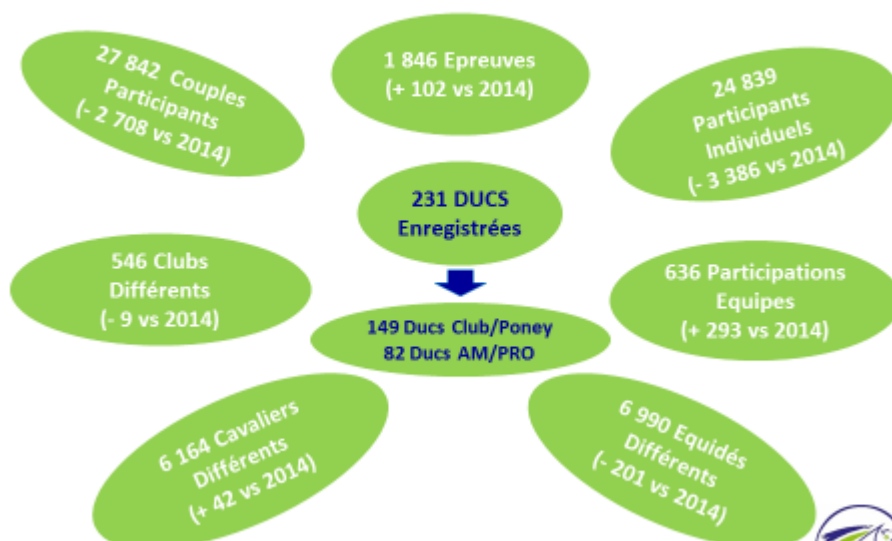 27 842 Couples
Participants
(- 2 708 vs 2014)
1 846 Epreuves
(+ 102 vs 2014)
24 839
Participants
Individuels
(- 3 386 vs 2014)
231 DUCS
Enregistrées
546 Clubs
Différents
(- 9 vs 2014)
636 Participations
Equipes
(+ 293 vs 2014)
149 Ducs Club/Poney
82 Ducs AM/PRO
6 164 Cavaliers
Différents
(+ 42 vs 2014)
6 990 Equidés
Différents
(- 201 vs 2014)